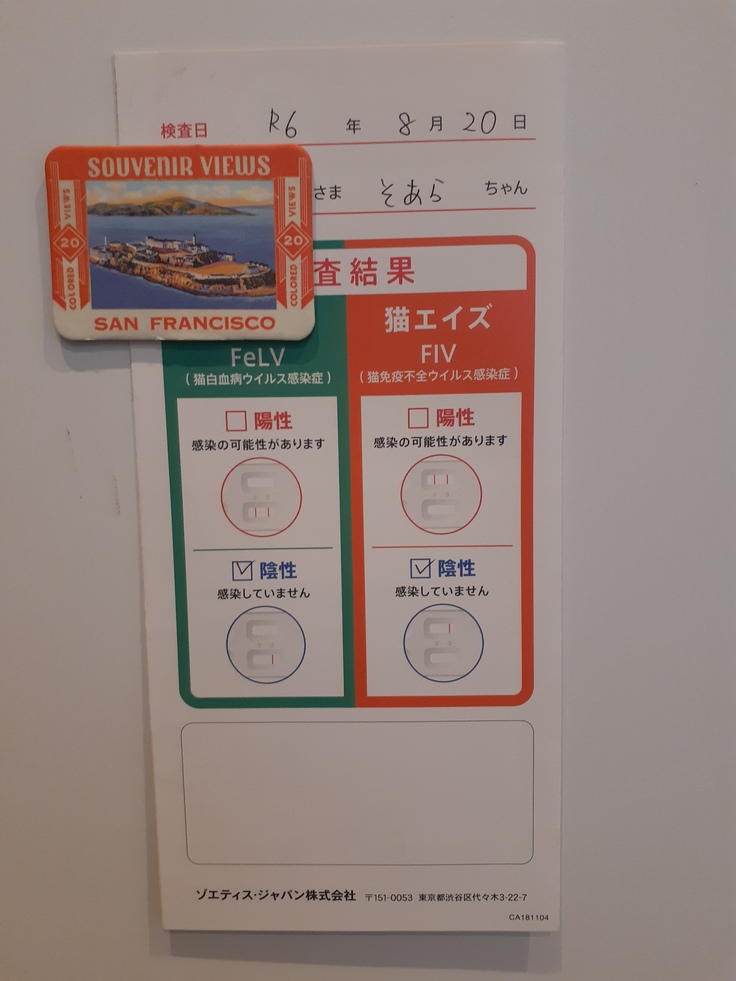 検査日 R6 年 8 月 20 日
さま そあら ちゃん
SOUVENIR VIEWS
VIEWS
20
COLORED
VIEWS
20
COLORED
SAN FRANCISCO
査結果
FeLV
(猫白血病ウイルス感染症)
□ 陽性
感染の可能性があります
☑ 陰性
感染していません
猫エイズ
FIV
(猫免疫不全ウイルス感染症)
□ 陽性
感染の可能性があります
☑ 陰性
感染していません
ゾエティス・ジャパン株式会社 〒151-0053 東京都渋谷区代々木3-22-7
CA181104